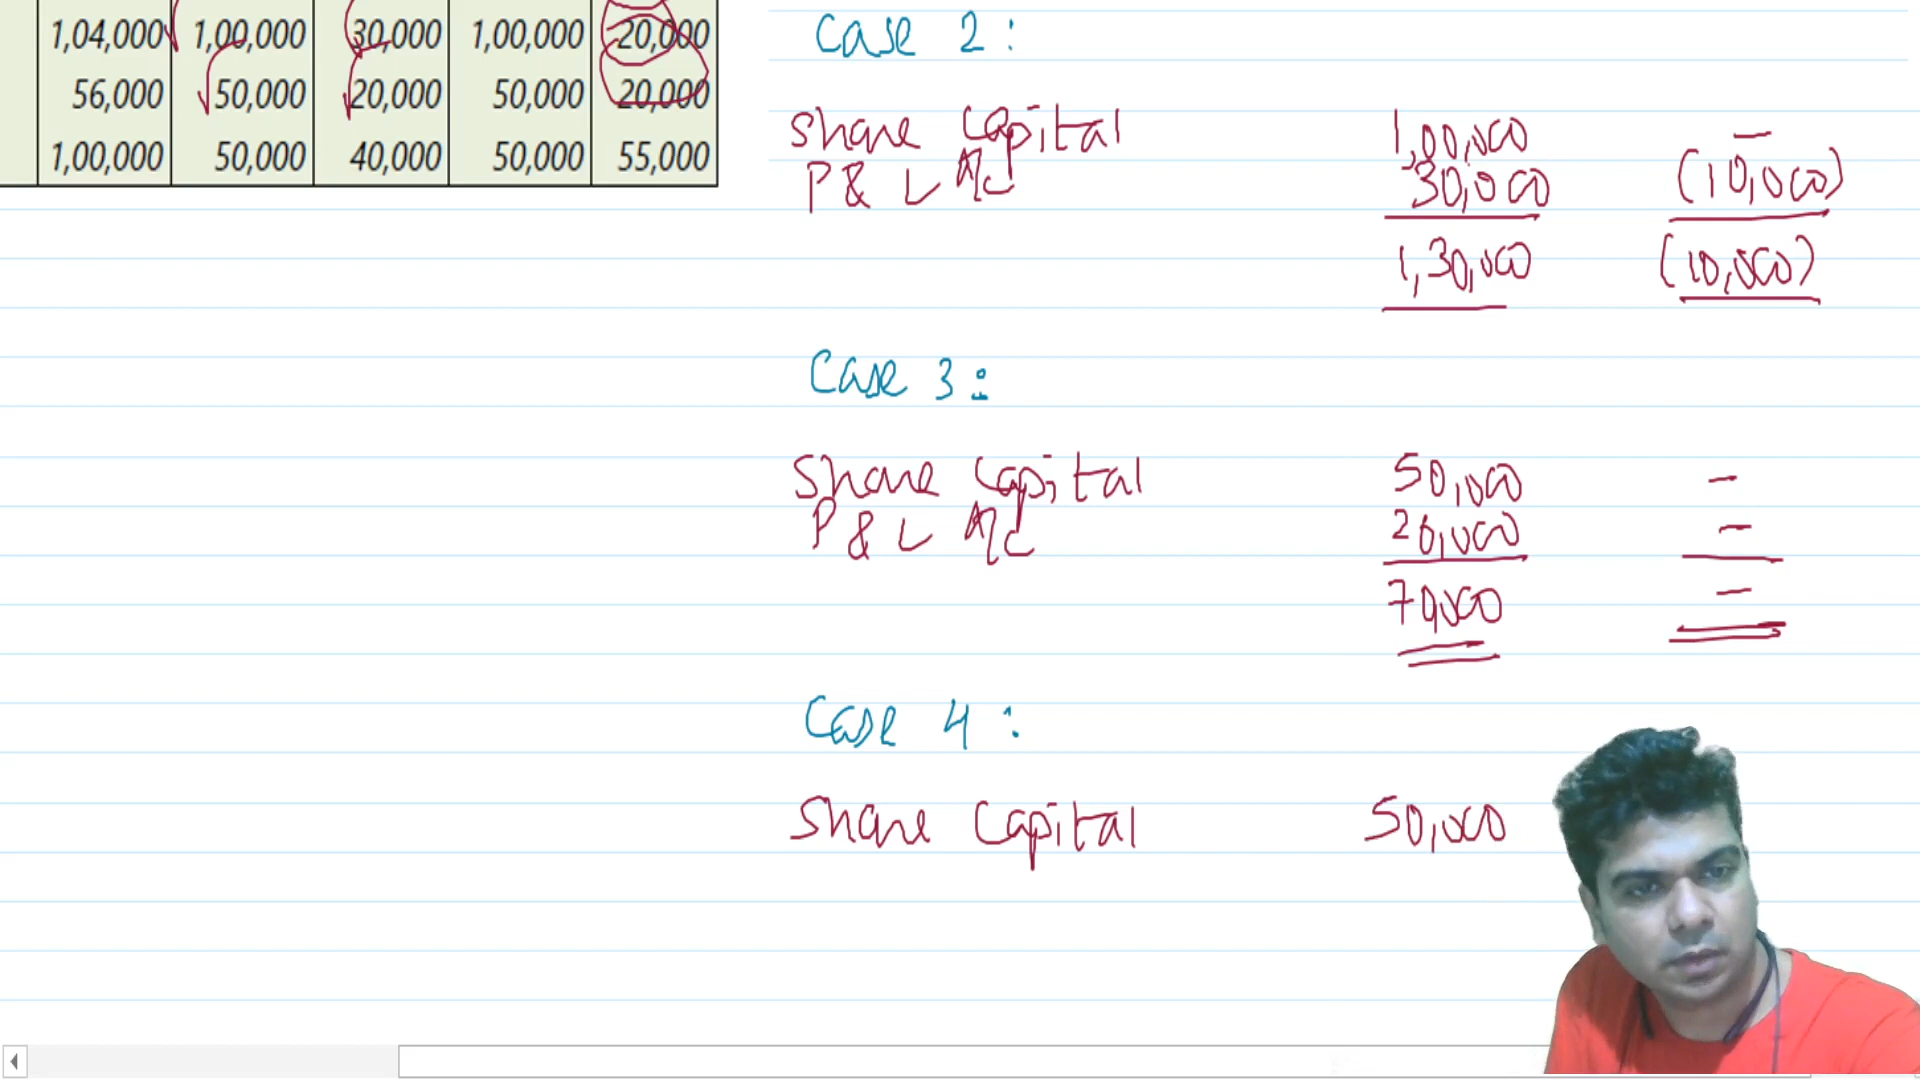 1,04,000 1,00,000 30,000 1,00,000 20,000
56,000 50,000 20,000 50,000 20,000
1,00,000 50,000 40,000 50,000 55,000
Case 2 :
Share Capital 1,00,000 –
P & L A/c 30,000 (10,000)
1,30,000 (10,000)
Case 3 :
Share Capital 50,000 –
P & L A/c 20,000 –
70,000 –
Case 4 :
Share Capital 50,000